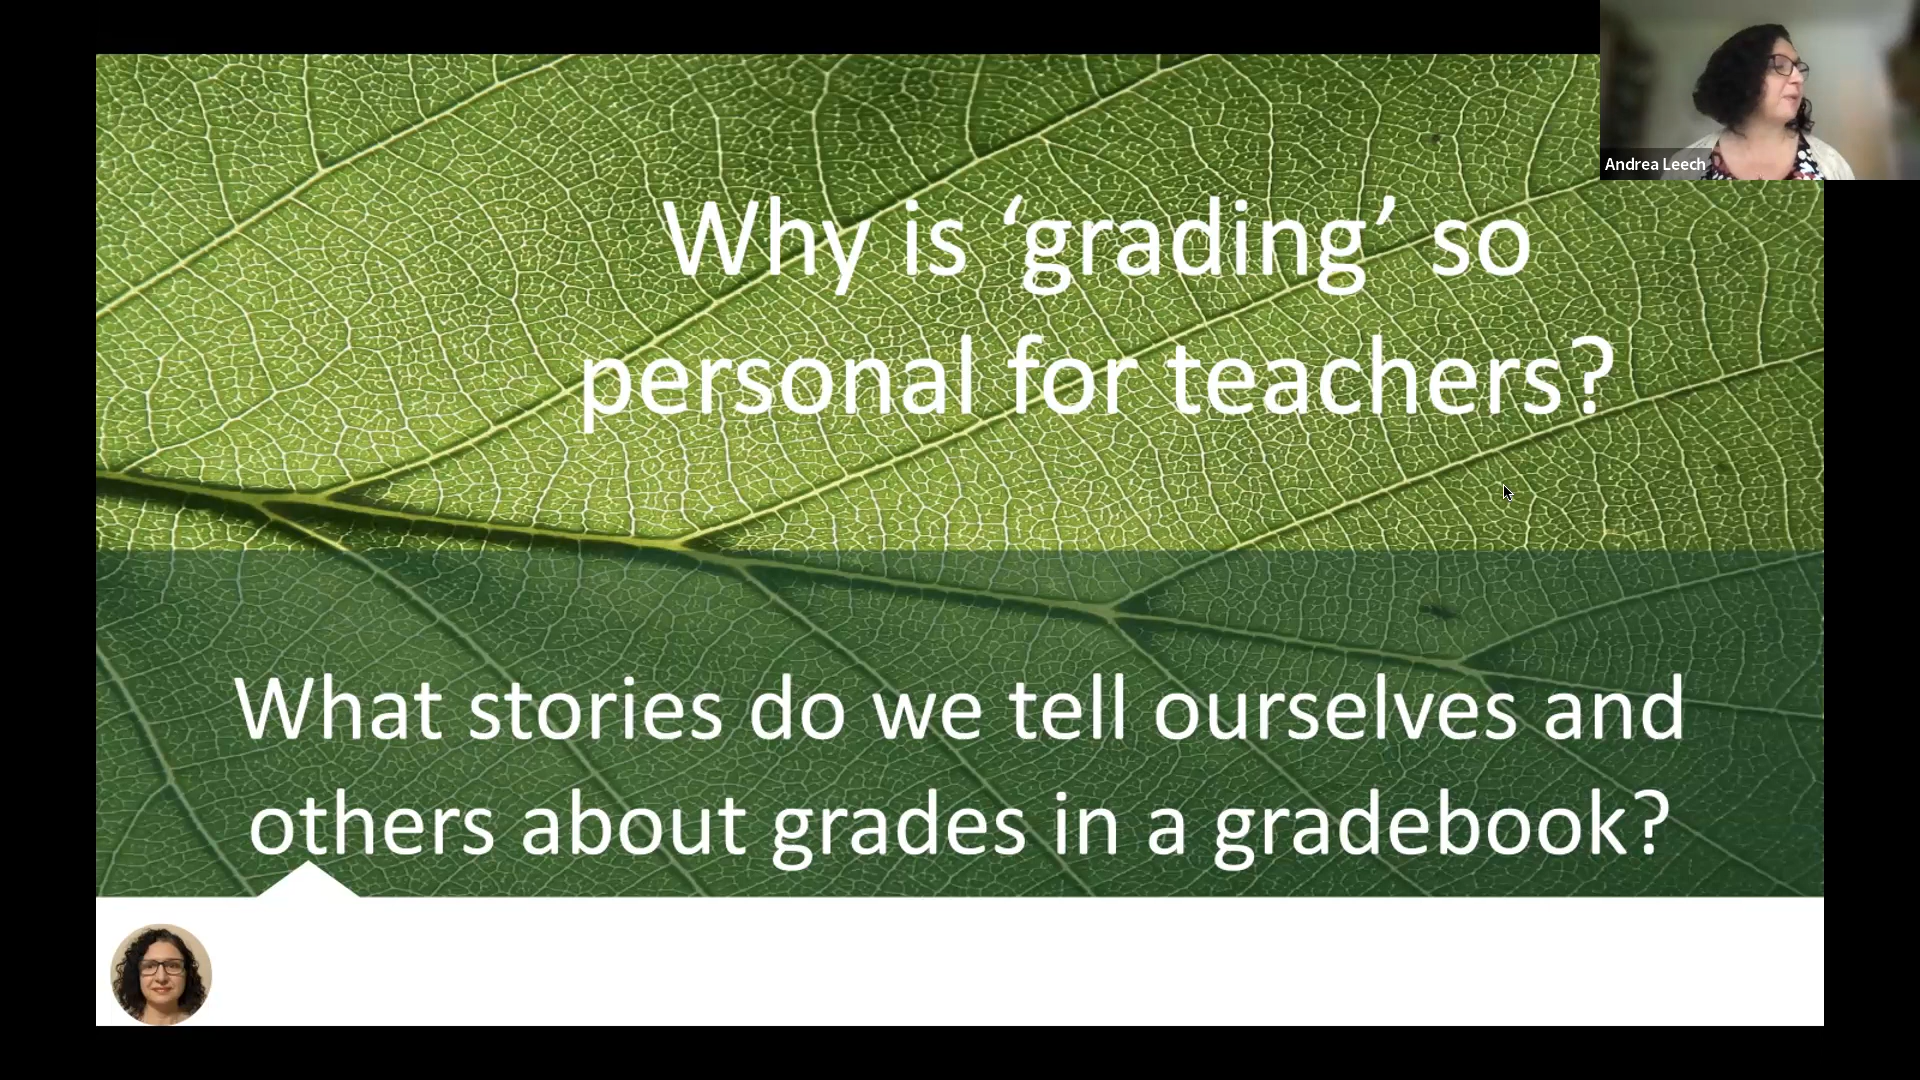 Andrea Leech
Why is ‘grading’ so
personal for teachers?
What stories do we tell ourselves and
others about grades in a gradebook?